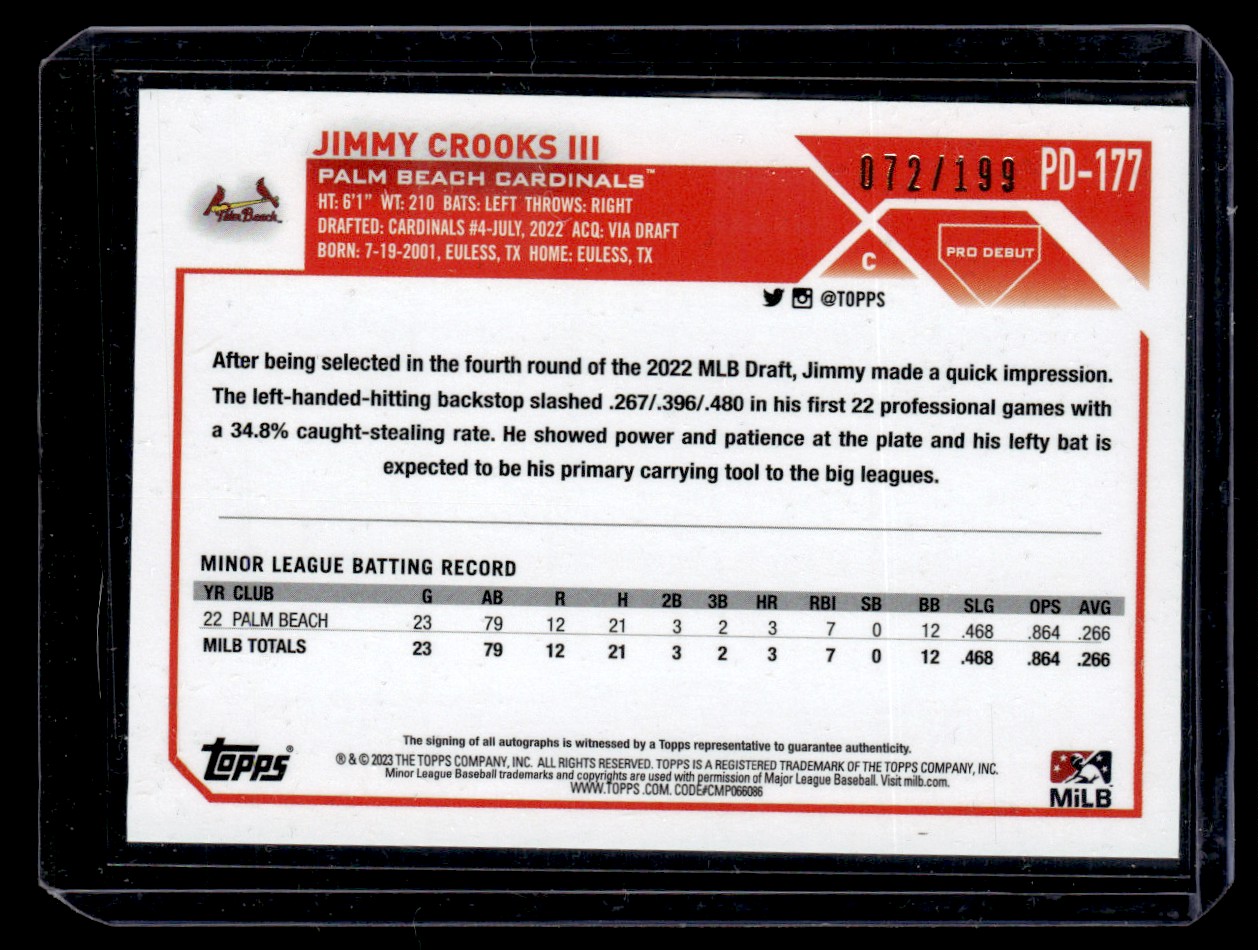 JIMMY CROOKS III
PALM BEACH CARDINALS™
HT: 6'1" WT: 210 BATS: LEFT THROWS: RIGHT
DRAFTED: CARDINALS #4-JULY, 2022 ACQ: VIA DRAFT
BORN: 7-19-2001, EULESS, TX HOME: EULESS, TX
Palm Beach
072/199 PD-177
C
PRO DEBUT
@TOPPS
After being selected in the fourth round of the 2022 MLB Draft, Jimmy made a quick impression.
The left-handed-hitting backstop slashed .267/.396/.480 in his first 22 professional games with
a 34.8% caught-stealing rate. He showed power and patience at the plate and his lefty bat is
expected to be his primary carrying tool to the big leagues.
MINOR LEAGUE BATTING RECORD
YR CLUB G AB R H 2B 3B HR RBI SB BB SLG OPS AVG
22 PALM BEACH 23 79 12 21 3 2 3 7 0 12 .468 .864 .266
MILB TOTALS 23 79 12 21 3 2 3 7 0 12 .468 .864 .266
Topps®
The signing of all autographs is witnessed by a Topps representative to guarantee authenticity.
® & © 2023 THE TOPPS COMPANY, INC. ALL RIGHTS RESERVED. TOPPS IS A REGISTERED TRADEMARK OF THE TOPPS COMPANY, INC.
Minor League Baseball trademarks and copyrights are used with permission of Major League Baseball. Visit milb.com.
WWW.TOPPS .COM. CODE#CMP066086
MiLB